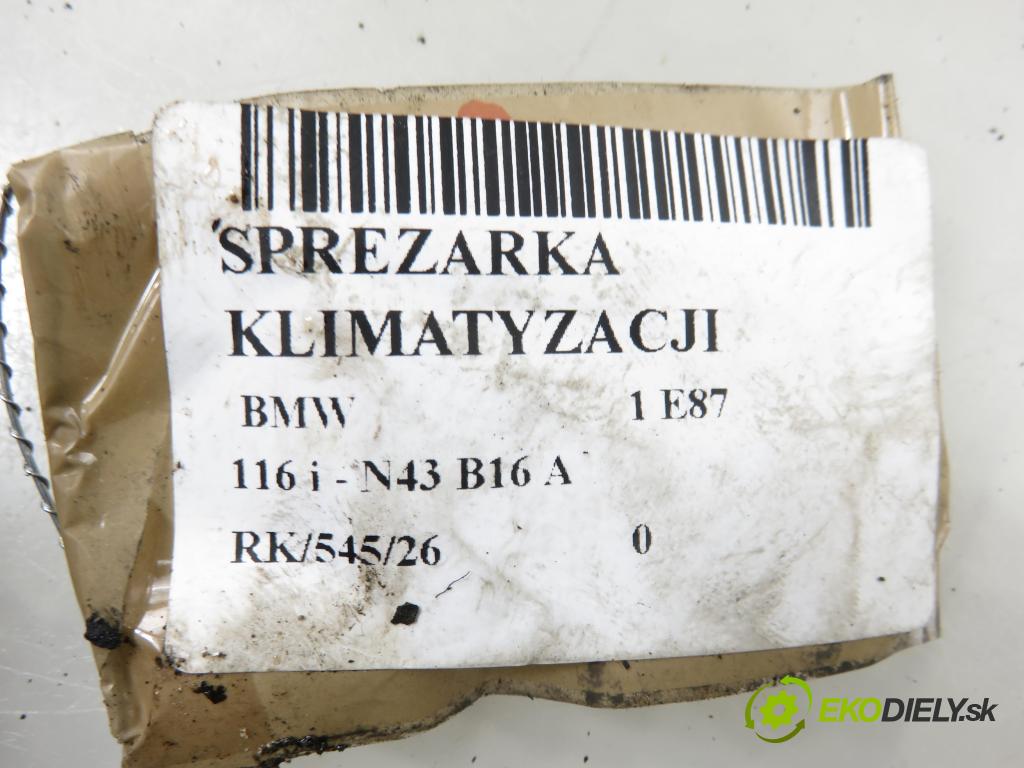 SPREZARKA
KLIMATYZACJI
BMW 1 E87
116 i - N43 B16 A
RK/545/26 0
EKODIELY.sk